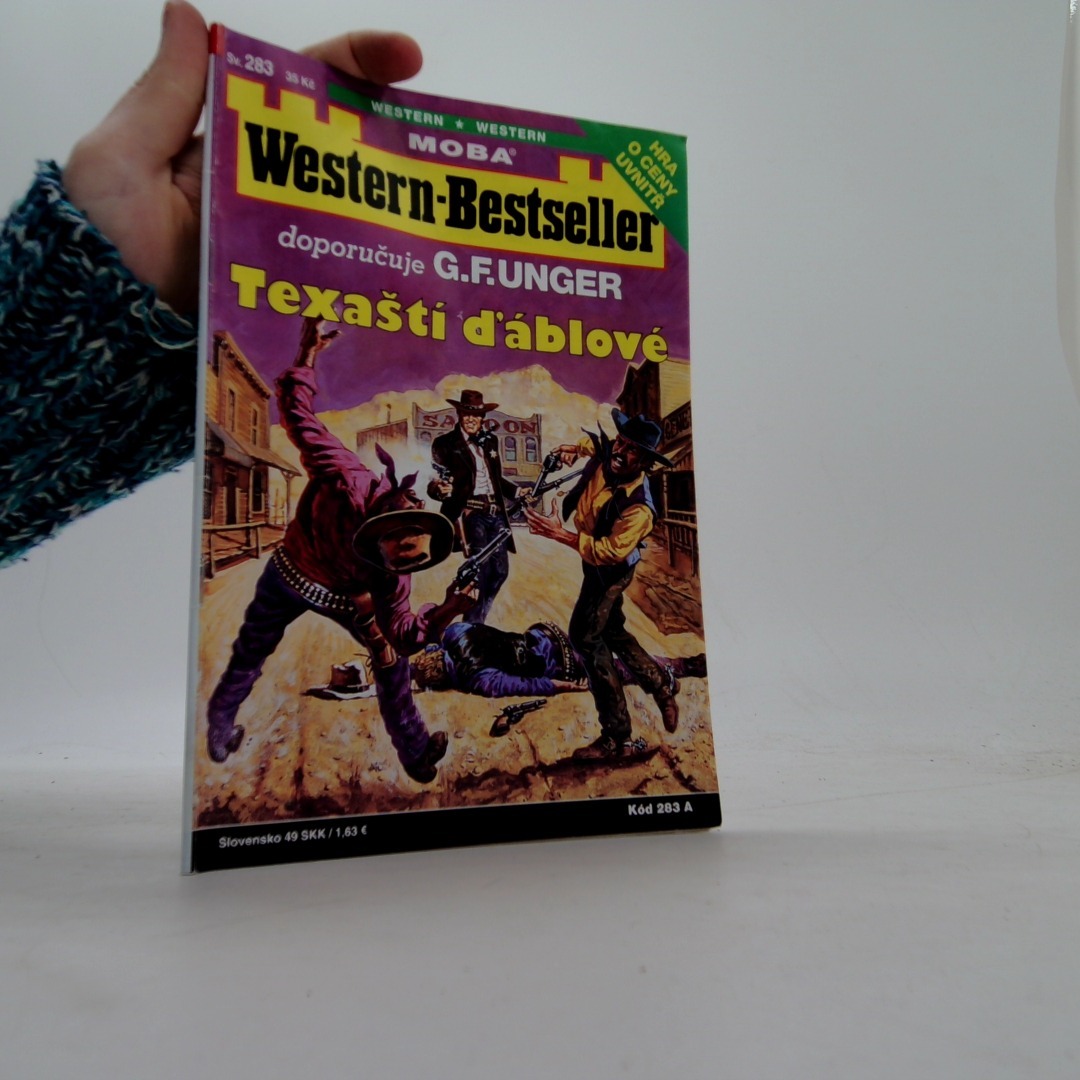 Sv. 283 38 Kč
WESTERN ★ WESTERN
HRA
O CENY
UVNITŘ
MOBA®
Western-Bestseller
doporučuje G.F.UNGER
Texaští ďáblové
Kód 283 A
Slovensko 49 SKK / 1,63 €